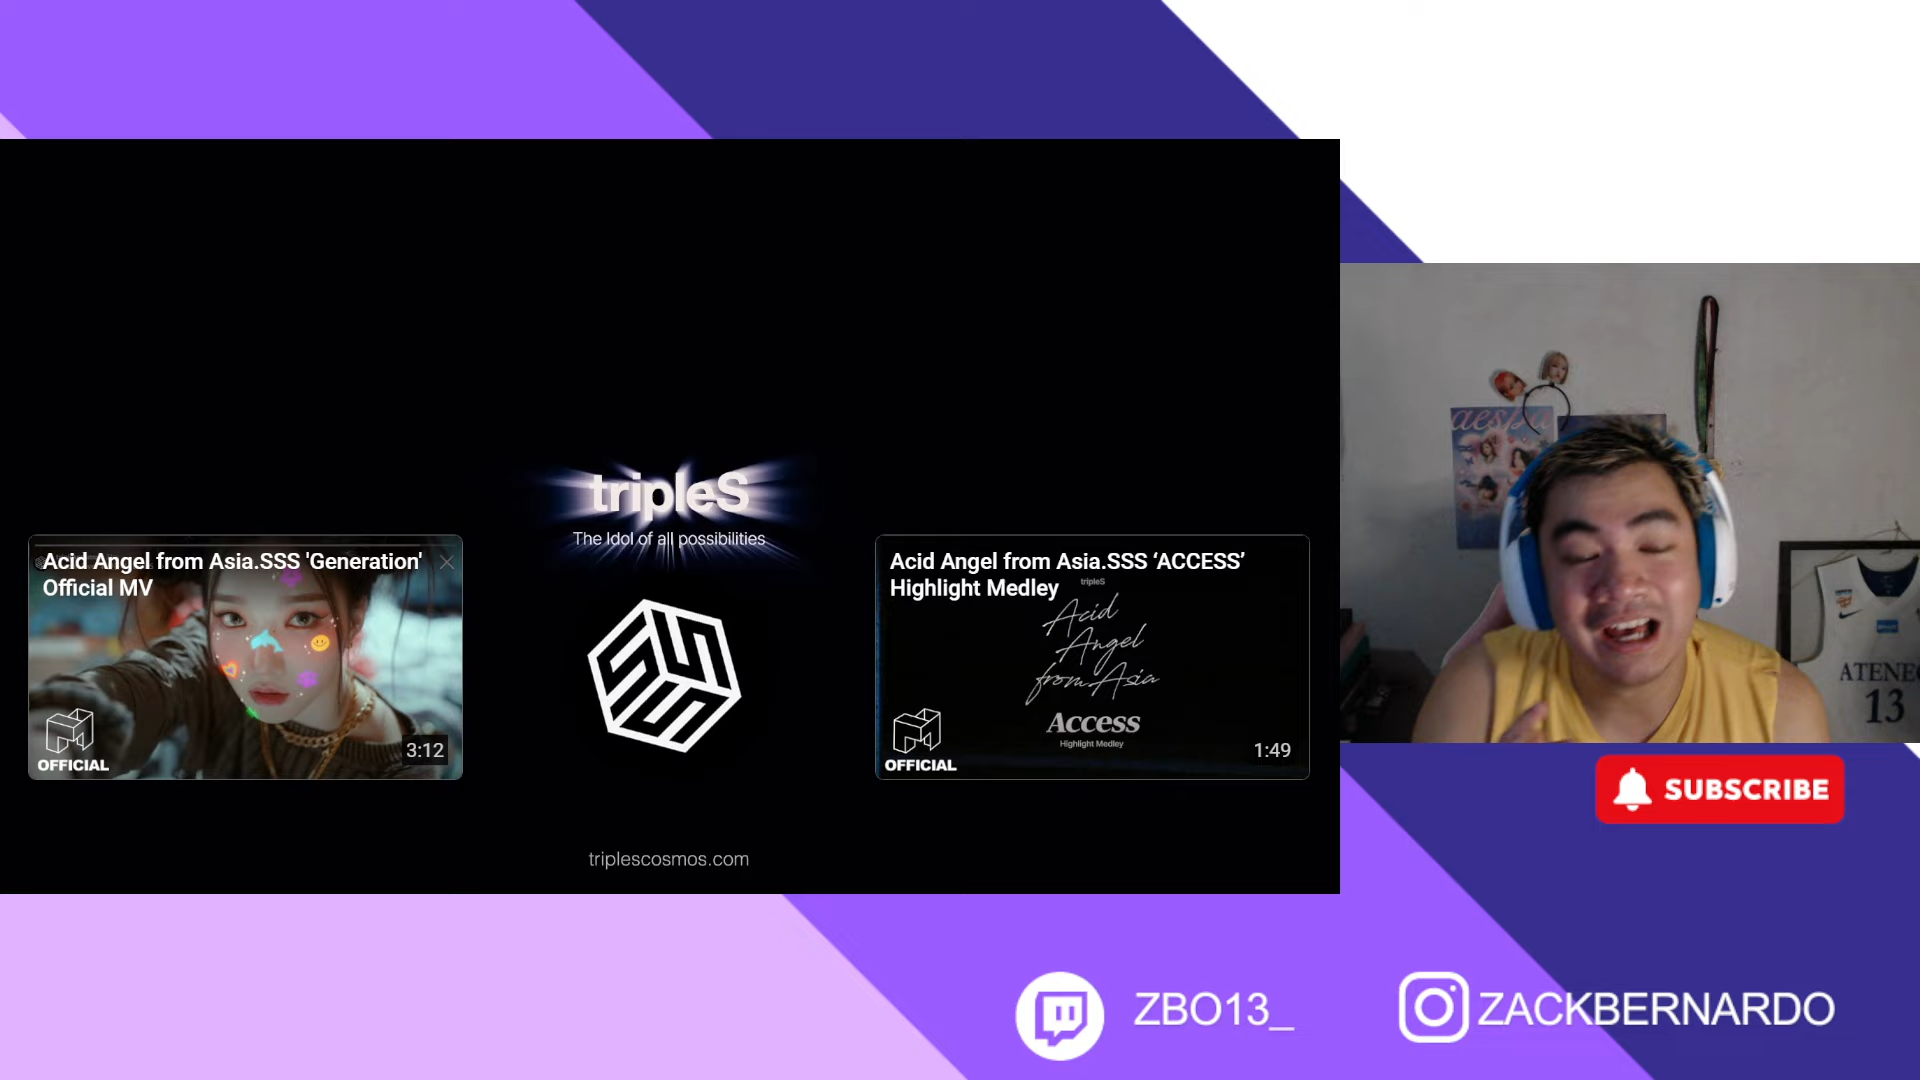 tripleS
The Idol of all possibilities
Acid Angel from Asia.SSS 'Generation'
Official MV
OFFICIAL
3:12
Acid Angel from Asia.SSS ‘ACCESS’
Highlight Medley
tripleS
Acid
Angel
from Asia
Access
Highlight Medley
OFFICIAL
1:49
triplescosmos.com
aespa
ATENEO
13
SUBSCRIBE
ZBO13_
ZACKBERNARDO